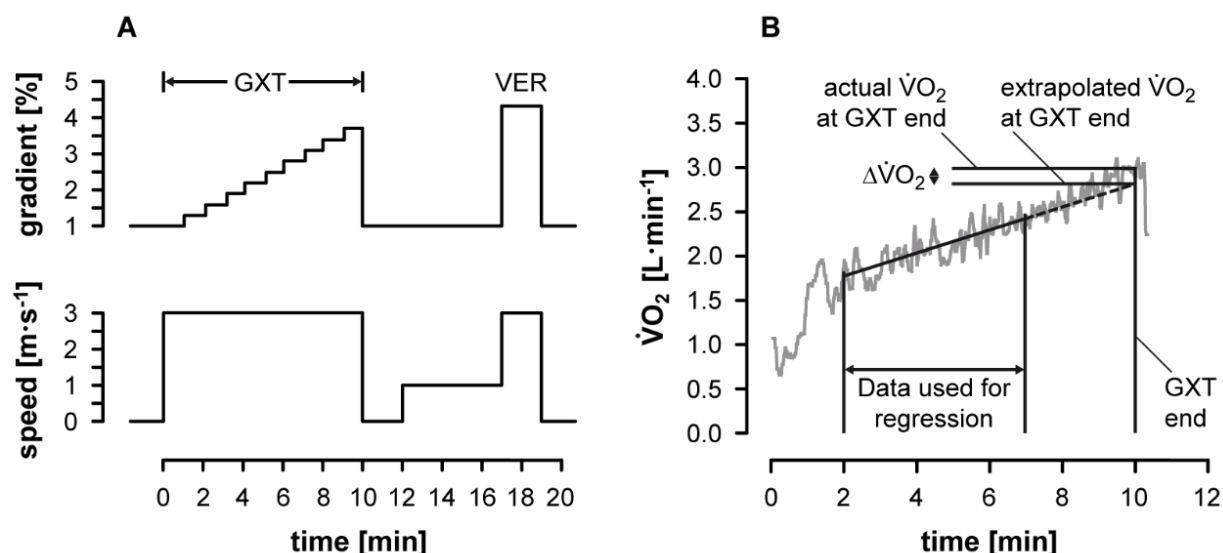 A
GXT
VER
gradient [%]
5
4
3
2
1
speed [m·s-1]
3
2
1
0
0 2 4 6 8 10 12 14 16 18 20
time [min]
B
V̇O2 [L·min-1]
4.0
3.5
3.0
2.5
2.0
1.5
1.0
0.5
0.0
actual V̇O2
at GXT end
extrapolated V̇O2
at GXT end
ΔV̇O2
Data used for
regression
GXT
end
0 2 4 6 8 10 12
time [min]